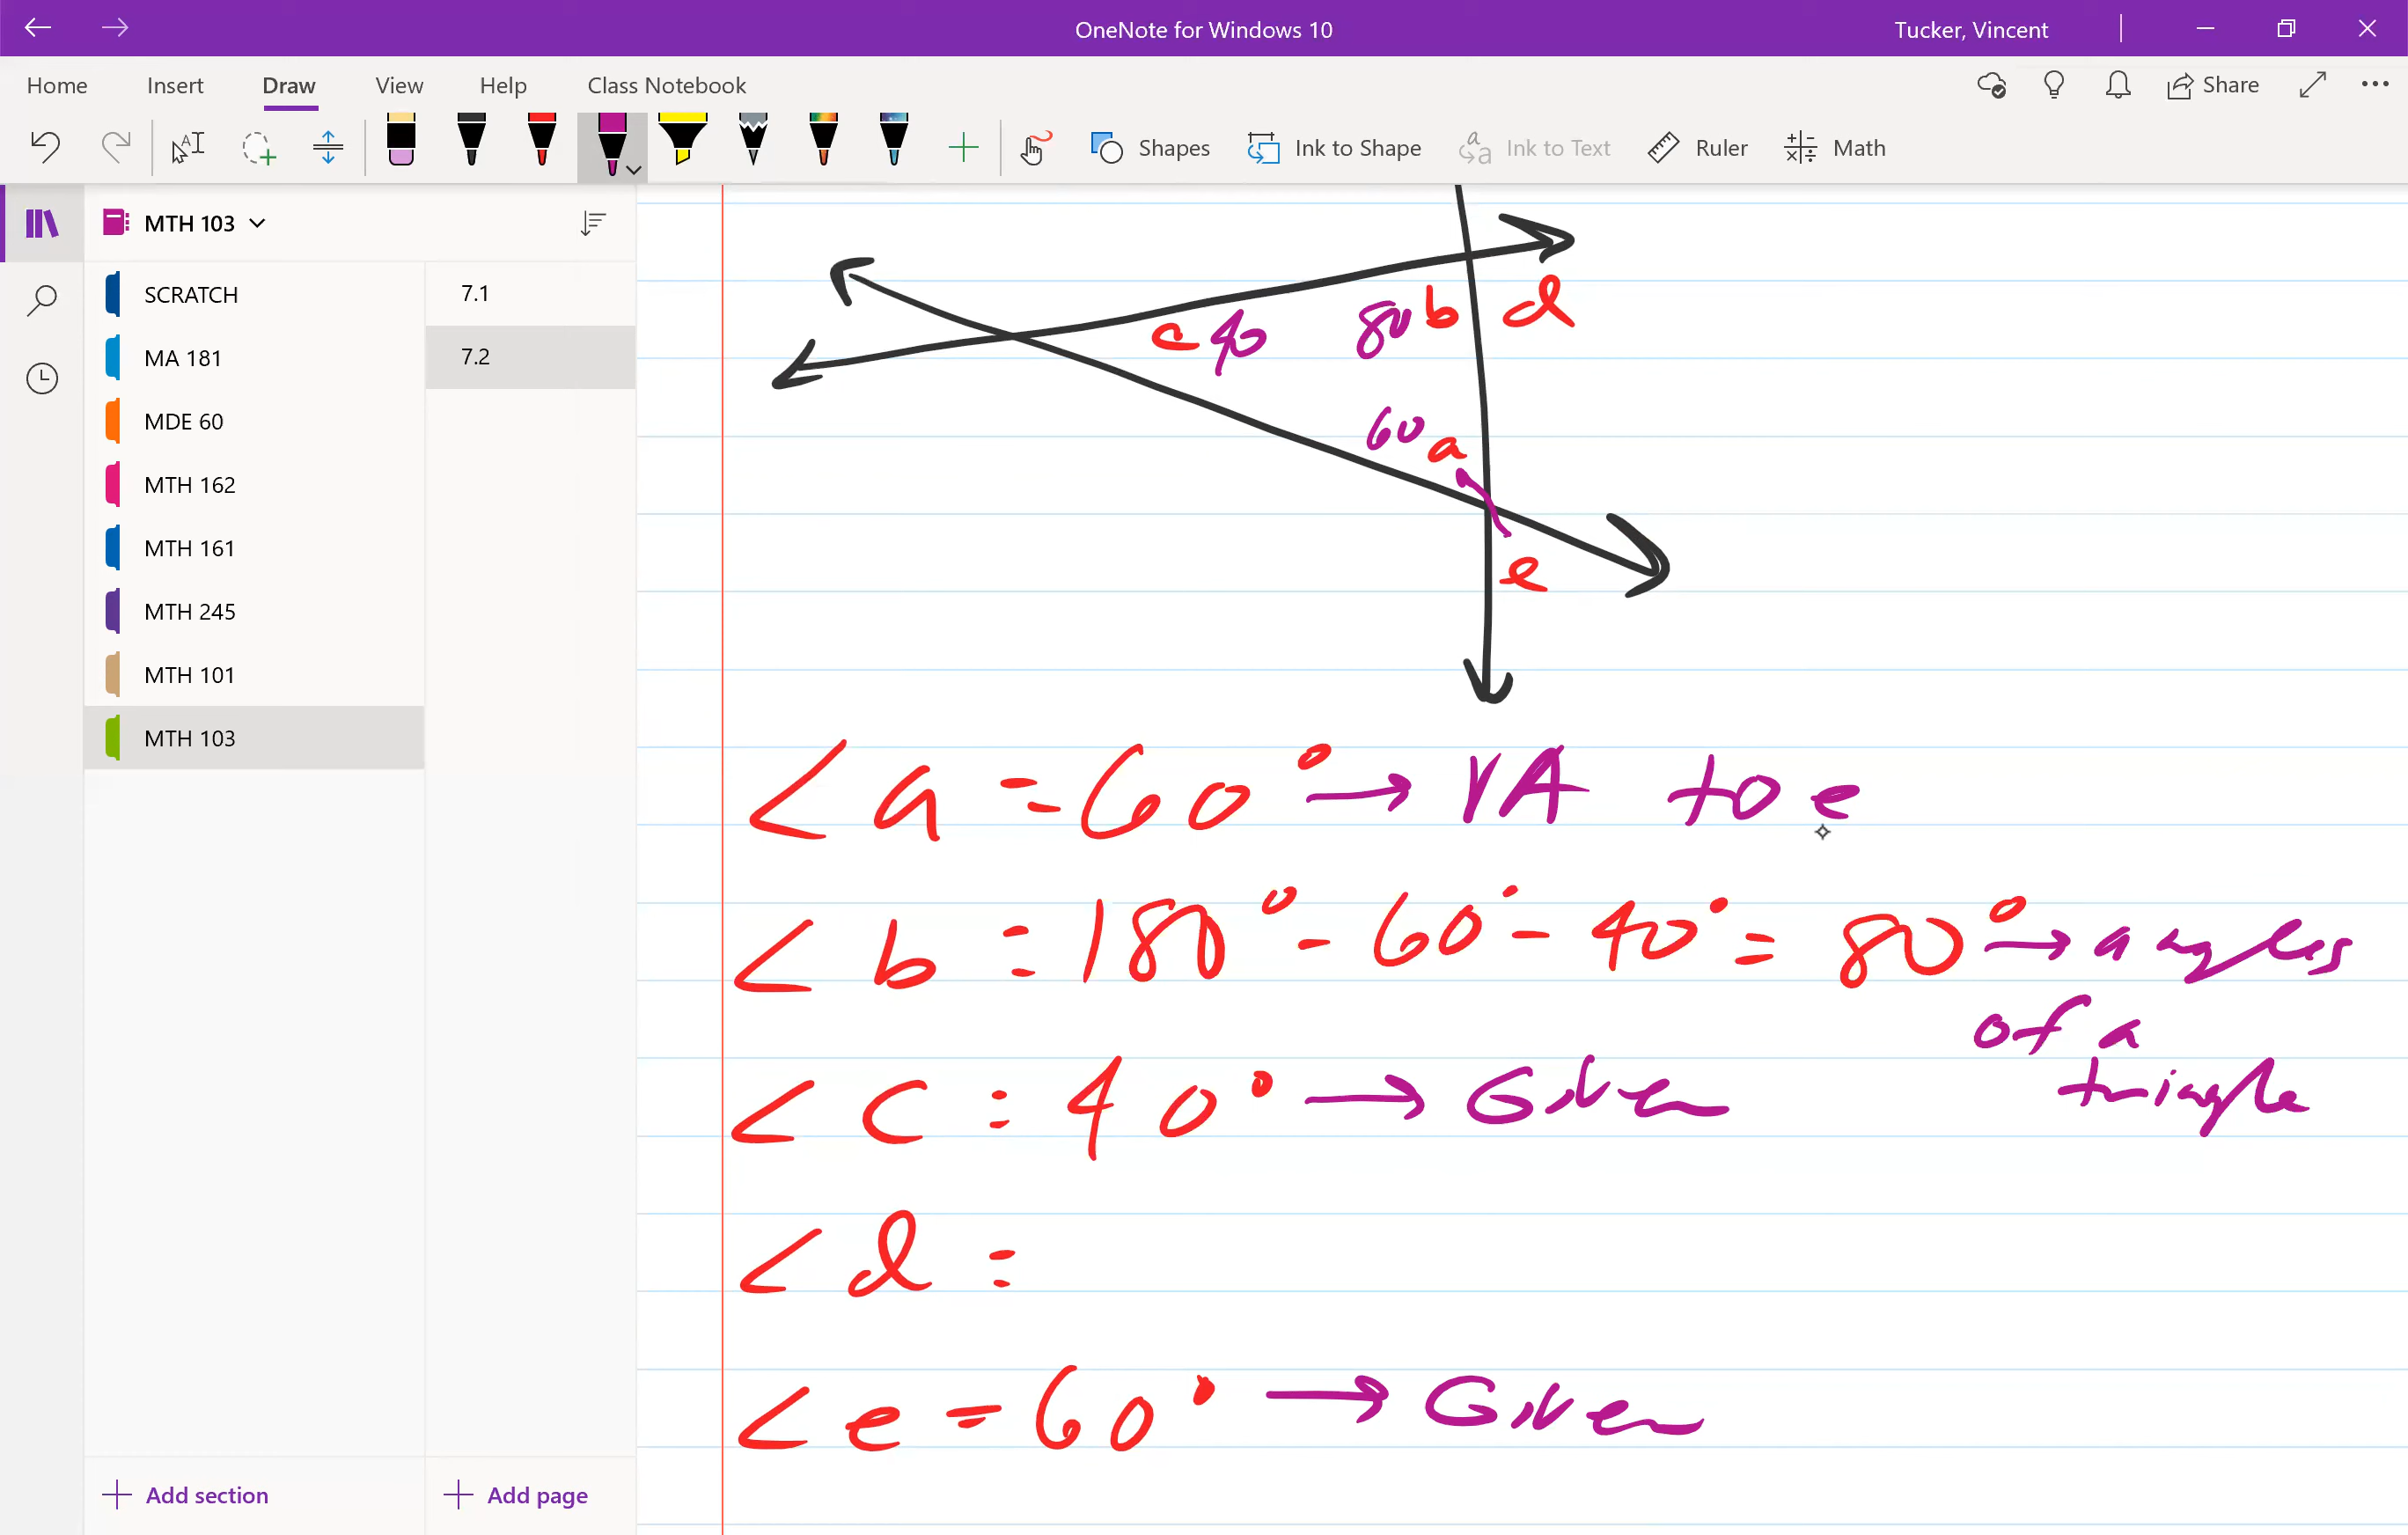 OneNote for Windows 10
Tucker, Vincent
Home Insert Draw View Help Class Notebook
Share
Shapes Ink to Shape Ink to Text Ruler Math
MTH 103
SCRATCH
MA 181
MDE 60
MTH 162
MTH 161
MTH 245
MTH 101
MTH 103
7.1
7.2
Add section
Add page
c 40 80 b d
60 a
e
< a = 60° → VA to e
< b = 180° - 60° - 40° = 80° → angles
of a
triangle
< c = 40° → Given
< d =
< e = 60° → Given